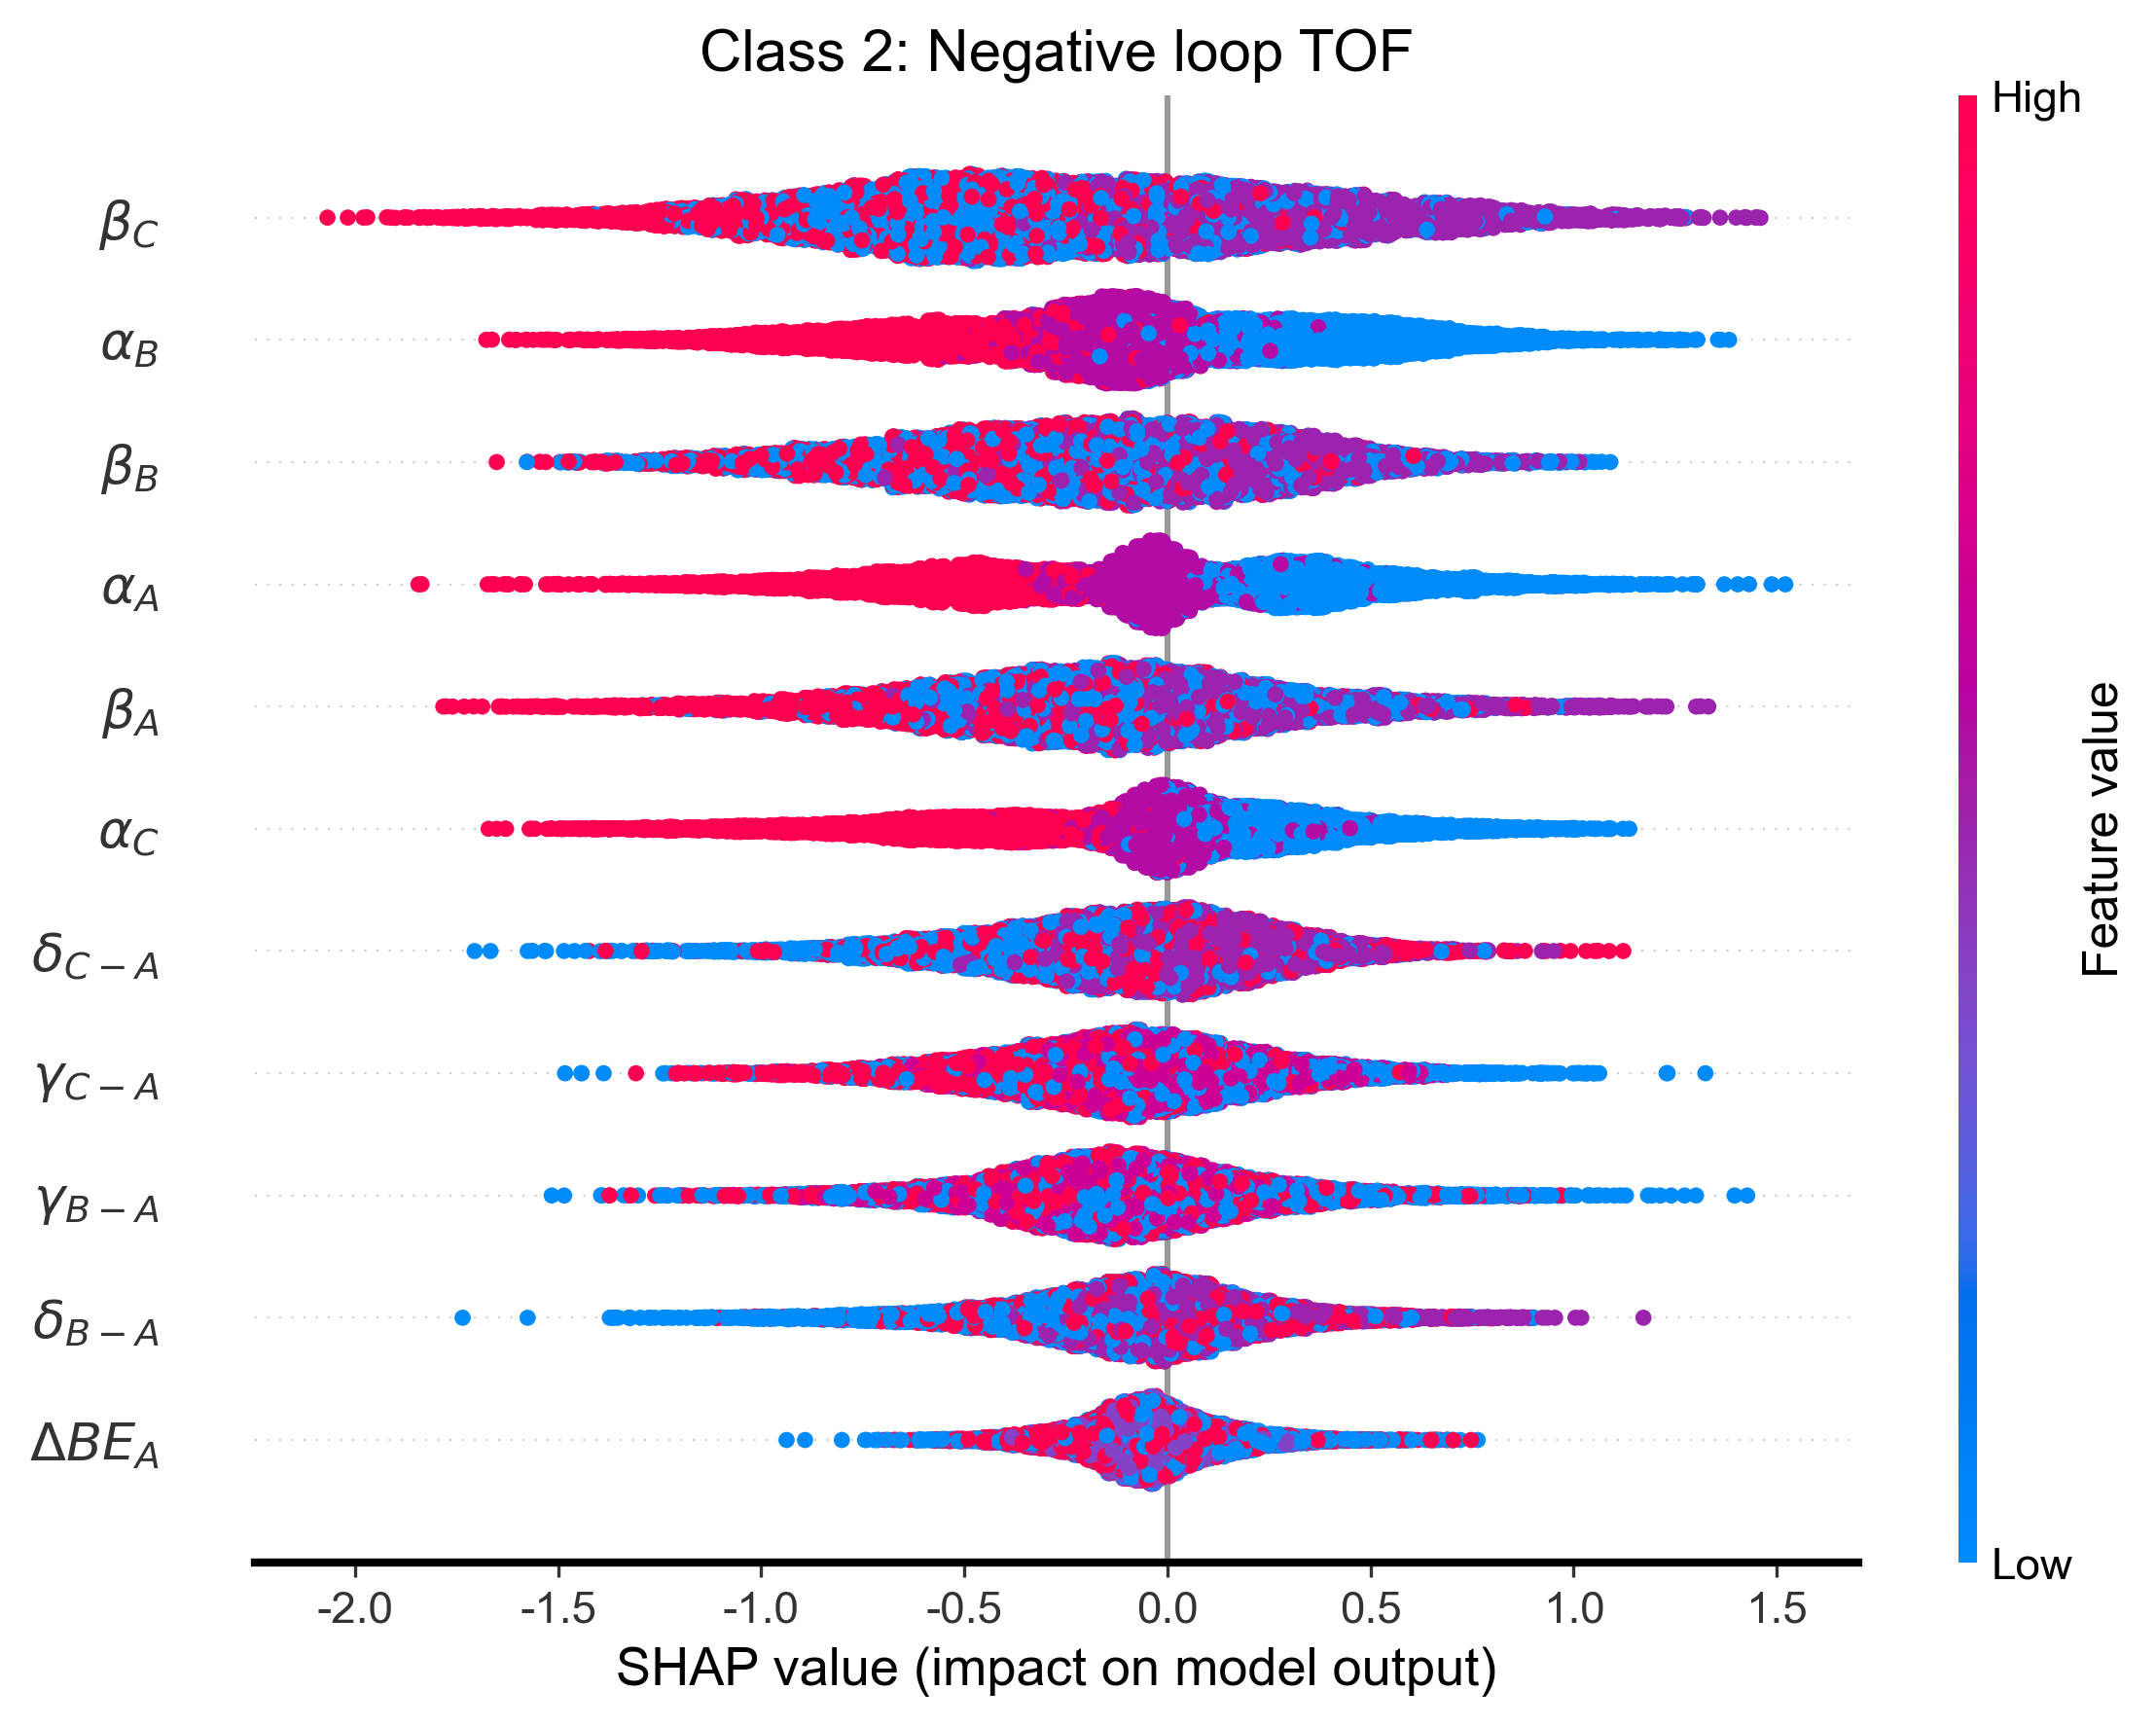 Class 2: Negative loop TOF
High
β_C
α_B
β_B
α_A
β_A
α_C
δ_{C − A}
γ_{C − A}
γ_{B − A}
δ_{B − A}
ΔBE_A
Feature value
Low
-2.0 -1.5 -1.0 -0.5 0.0 0.5 1.0 1.5
SHAP value (impact on model output)